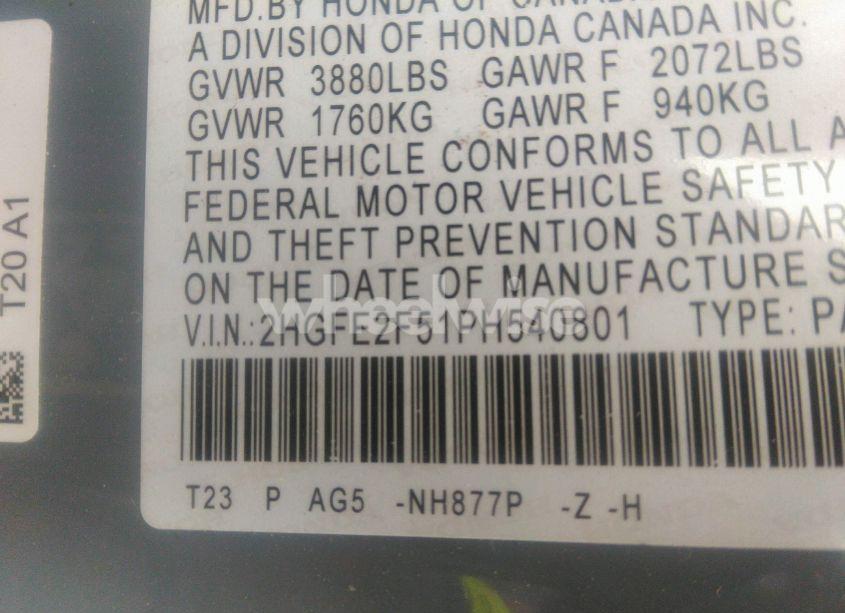 MFD.BY HONDA OF CANADA
A DIVISION OF HONDA CANADA INC.
GVWR 3880LBS GAWR F 2072LBS
GVWR 1760KG GAWR F 940KG
THIS VEHICLE CONFORMS TO ALL A
FEDERAL MOTOR VEHICLE SAFETY
AND THEFT PREVENTION STANDAR
ON THE DATE OF MANUFACTURE S
V.I.N.:2HGFE2F51PH540801 TYPE: PA
T23 P AG5 -NH877P -Z -H
T20 A1
wheelwise